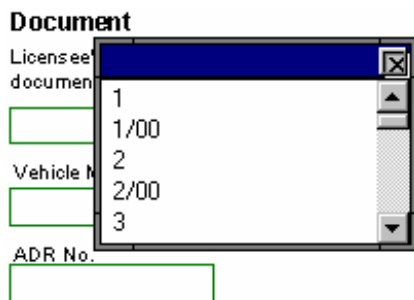 Document
Licensee'
documen
1
1/00
2
2/00
3
Vehicle M
ADR No.